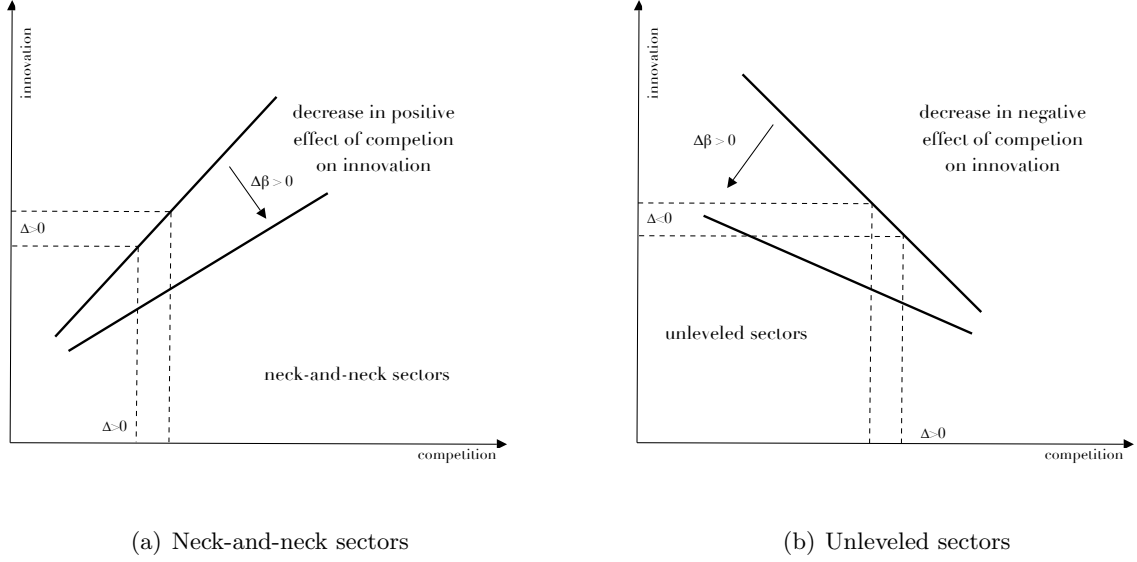 innovation
decrease in positive
effect of competion
on innovation
Δβ > 0
Δ>0
neck-and-neck sectors
Δ>0
competition
(a) Neck-and-neck sectors
innovation
decrease in negative
effect of competion
on innovation
Δβ > 0
Δ<0
unleveled sectors
Δ>0
competition
(b) Unleveled sectors